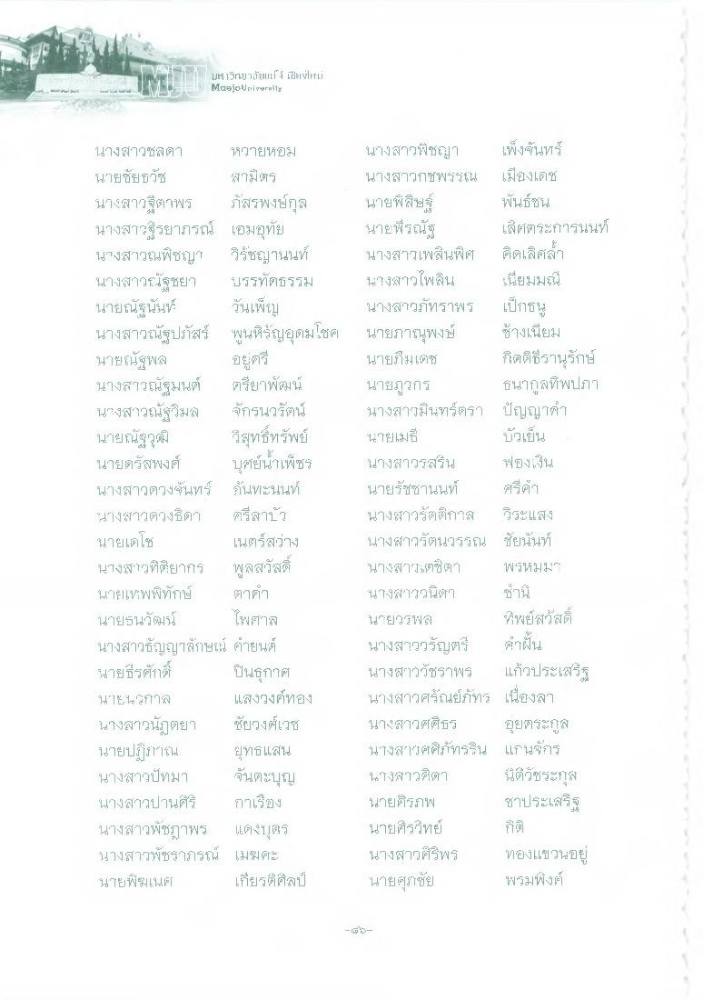 MJU มหาวิทยาลัยแม่โจ้ เชียงใหม่
Maejo University
นางสาวชลดา หวายหอม
นายชัยธวัช สามิตร
นางสาวฐิตาพร ภัสรพงษ์กุล
นางสาวฐิรยาภรณ์ เอมอุทัย
นางสาวณพิชญา วิรัชญานนท์
นางสาวณัฐชยา บรรทัดธรรม
นายณัฐนันท์ วันเพ็ญ
นางสาวณัฐปภัสร์ พูนหิรัญอุดมโชค
นายณัฐพล อยู่ศรี
นางสาวณัฐมนต์ ตรียาพัฒน์
นางสาวณัฐวิมล จักรนวรัตน์
นายณัฐวุฒิ วิสุทธิ์ทรัพย์
นายดรัสพงศ์ บุศย์น้ำเพ็ชร
นางสาวดวงจันทร์ กันทะนนท์
นางสาวดวงธิดา ศรีลาบัว
นายเดโช เนตร์สว่าง
นางสาวทิติยากร พูลสวัสดิ์
นายเทพพิทักษ์ ตาคำ
นายธนวัฒน์ ไพศาล
นางสาวธัญญาลักษณ์ คำยนต์
นายธีรศักดิ์ ปินธุกาศ
นายนวกาล แสงวงค์ทอง
นางสาวนัฎตยา ชัยวงศ์เวช
นายปฏิภาณ ยุทธแสน
นางสาวปัทมา จันตะบุญ
นางสาวปานศิริ กาเรือง
นางสาวพัชฎาพร แดงบุตร
นางสาวพัชราภรณ์ เมฆคะ
นายพิฆเนศ เกียรติศิลป์
นางสาวพิชญา เพ็งจันทร์
นางสาวกชพรรณ เมืองเดช
นายพิสิษฐ์ พันธ์ชน
นายพีรณัฐ เลิศตระการนนท์
นางสาวเพลินพิศ คิดเลิศล้ำ
นางสาวไพลิน เนียมมณี
นางสาวภัทราพร เป็กธนู
นายภาณุพงษ์ ช้างเนียม
นายภีมเดช กิตติธีรานุรักษ์
นายภูวกร ธนากูลทิพปภา
นางสาวมินทร์ตรา ปัญญาดำ
นายเมธี บัวเย็น
นางสาวรสริน ฟองเงิน
นายรัชชานนท์ ศรีคำ
นางสาวรัตติกาล วิระแสง
นางสาวรัตนวรรณ ชัยนันท์
นางสาวเตชิตา พรหมมา
นางสาววนิดา ชำนิ
นายวรพล ทิพย์สวัสดิ์
นางสาววรัญตรี คำฝั้น
นางสาววัชราพร แก้วประเสริฐ
นางสาวศรัณย์ภัทร เนื่องลา
นางสาวศศิธร อุยตระกูล
นางสาวศศิภัทรริน แกนจักร
นางสาวศิดา นิติวัชระกุล
นายศิรภพ ชาประเสริฐ
นายศิรวิทย์ กิติ
นางสาวศิริพร ทองแขวนอยู่
นายศุภชัย พรมพิงค์
-๘๖-